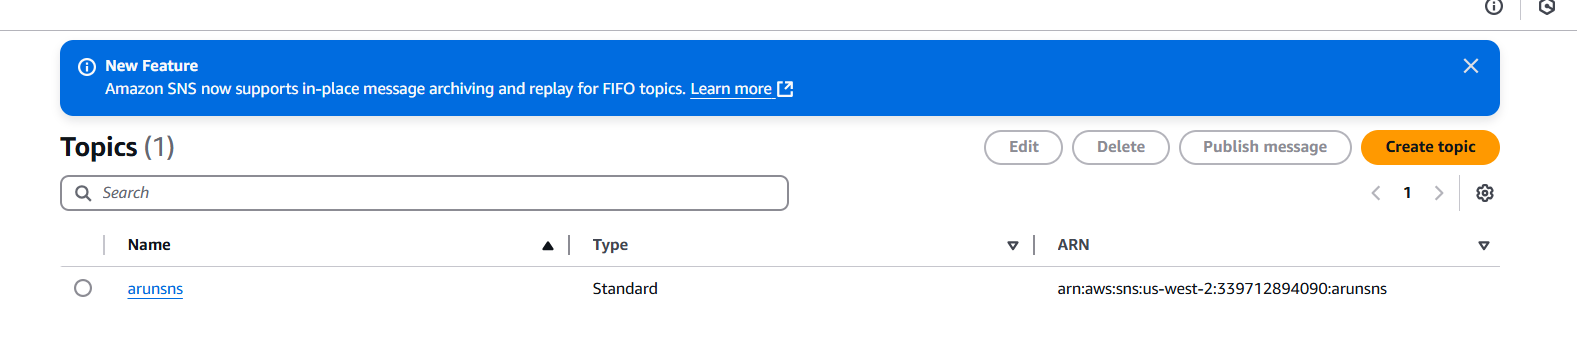 New Feature
Amazon SNS now supports in-place message archiving and replay for FIFO topics. Learn more
Topics (1)
Edit Delete Publish message Create topic
Search
1
Name Type ARN
arunsns Standard arn:aws:sns:us-west-2:339712894090:arunsns